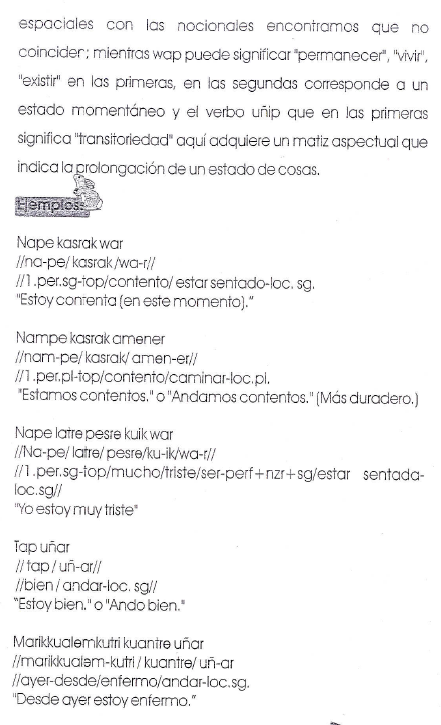 espaciales con las nocionales encontramos que no
coinciden; mientras wap puede significar "permanecer", "vivir",
"existir" en las primeras, en las segundas corresponde a un
estado momentáneo y el verbo uñip que en las primeras
significa "transitoriedad" aquí adquiere un matiz aspectual que
indica la prolongación de un estado de cosas.
Ejemplos:
Nape kasrak war
//na-pe/ kasrak /wa-r//
//1.per.sg-top/contento/ estar sentado-loc. sg.
"Estoy contenta (en este momento)."
Nampe kasrak amener
//nam-pe/ kasrak/ amen-er//
//1.per.pl-top/contento/caminar-loc.pl.
"Estamos contentos." o "Andamos contentos." (Más duradero.)
Nape latre pesre kuik war
//Na-pe/ latre/ pesre/ku-ik/wa-r//
//1.per.sg-top/mucho/triste/ser-perf+nzr+sg/estar sentada-
loc.sg//
"Yo estoy muy triste"
Tap uñar
// tap / uñ-ar//
//bien / andar-loc. sg//
"Estoy bien." o "Ando bien."
Marikkualemkutri kuantre uñar
//marikkualem-kutri / kuantre/ uñ-ar
//ayer-desde/enfermo/andar-loc.sg.
"Desde ayer estoy enfermo."